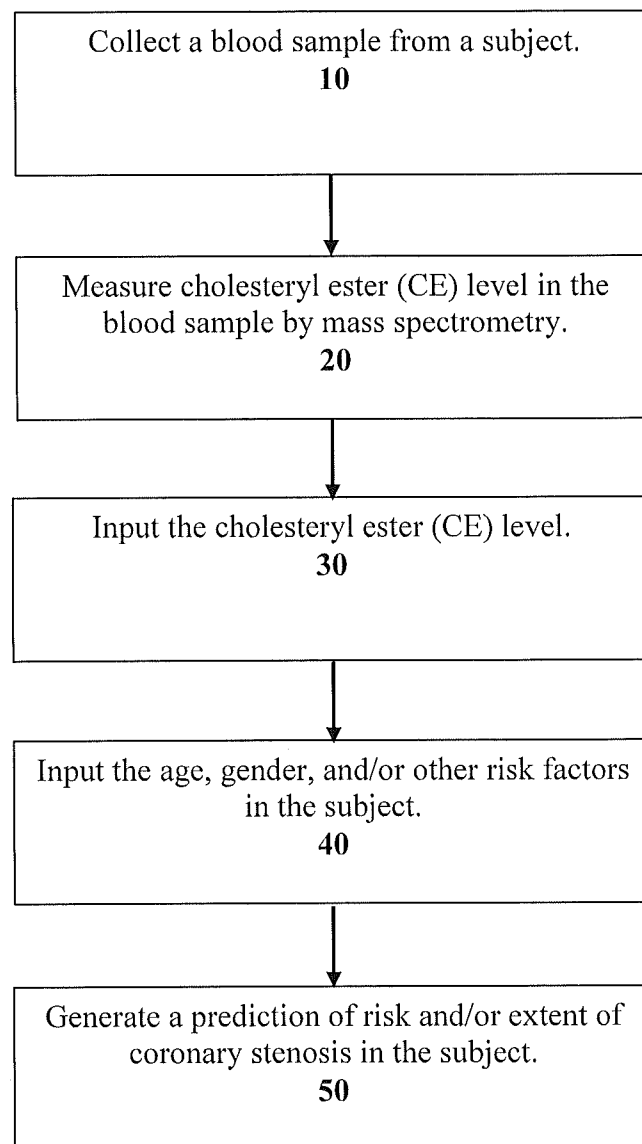 Collect a blood sample from a subject.
10
Measure cholesteryl ester (CE) level in the
blood sample by mass spectrometry.
20
Input the cholesteryl ester (CE) level.
30
Input the age, gender, and/or other risk factors
in the subject.
40
Generate a prediction of risk and/or extent of
coronary stenosis in the subject.
50